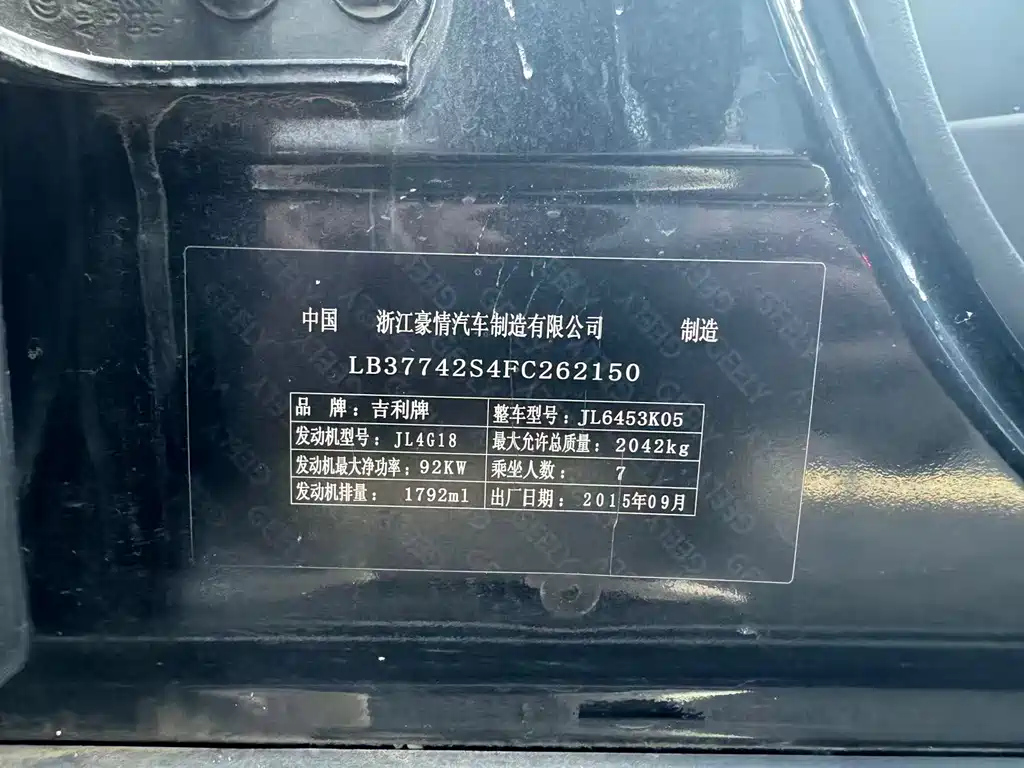 中国 浙江豪情汽车制造有限公司 制造
LB37742S4FC262150
品 牌：吉利牌 整车型号：JL6453K05
发动机型号：JL4G18 最大允许总质量：2042kg
发动机最大净功率：92KW 乘坐人数： 7
发动机排量： 1792ml 出厂日期：2015年09月